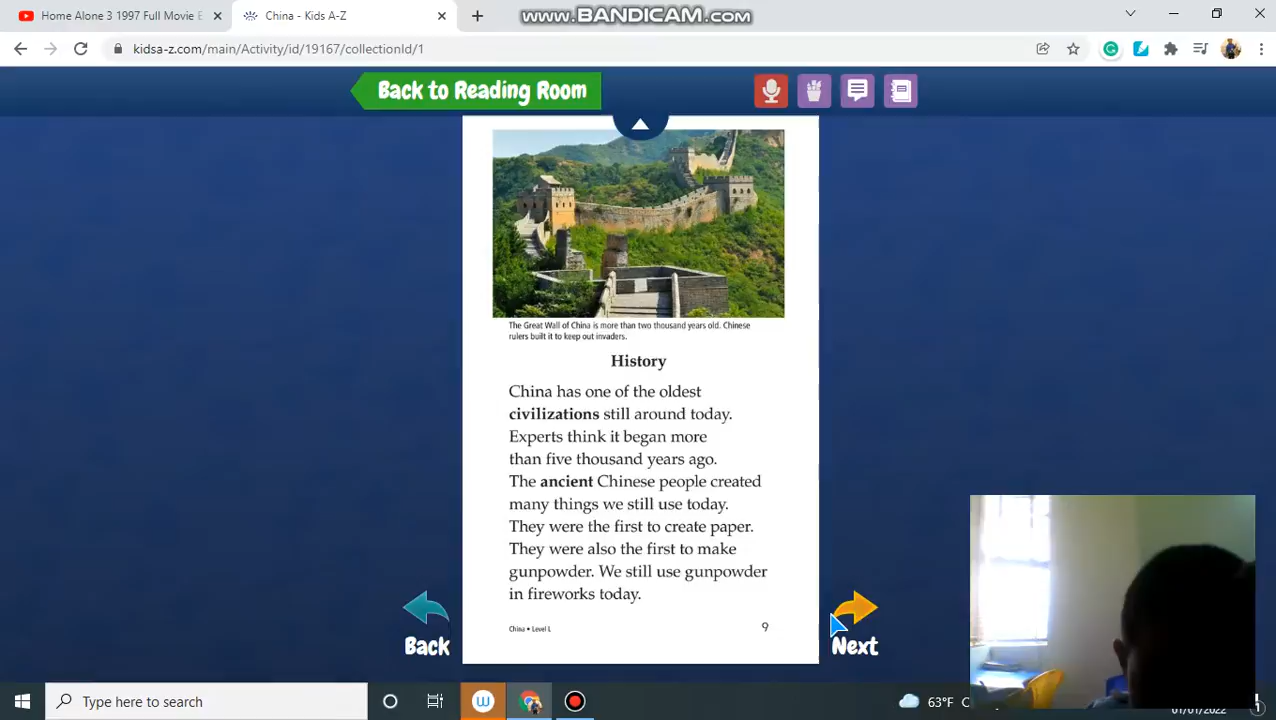 Home Alone 3 1997 Full Movie E
China - Kids A-Z
www.BANDICAM.com
kidsa-z.com/main/Activity/id/19167/collectionId/1
Back to Reading Room
The Great Wall of China is more than two thousand years old. Chinese
rulers built it to keep out invaders.
History
China has one of the oldest
civilizations still around today.
Experts think it began more
than five thousand years ago.
The ancient Chinese people created
many things we still use today.
They were the first to create paper.
They were also the first to make
gunpowder. We still use gunpowder
in fireworks today.
China • Level L
9
Back
Next
Type here to search
63°F
01/01/2022